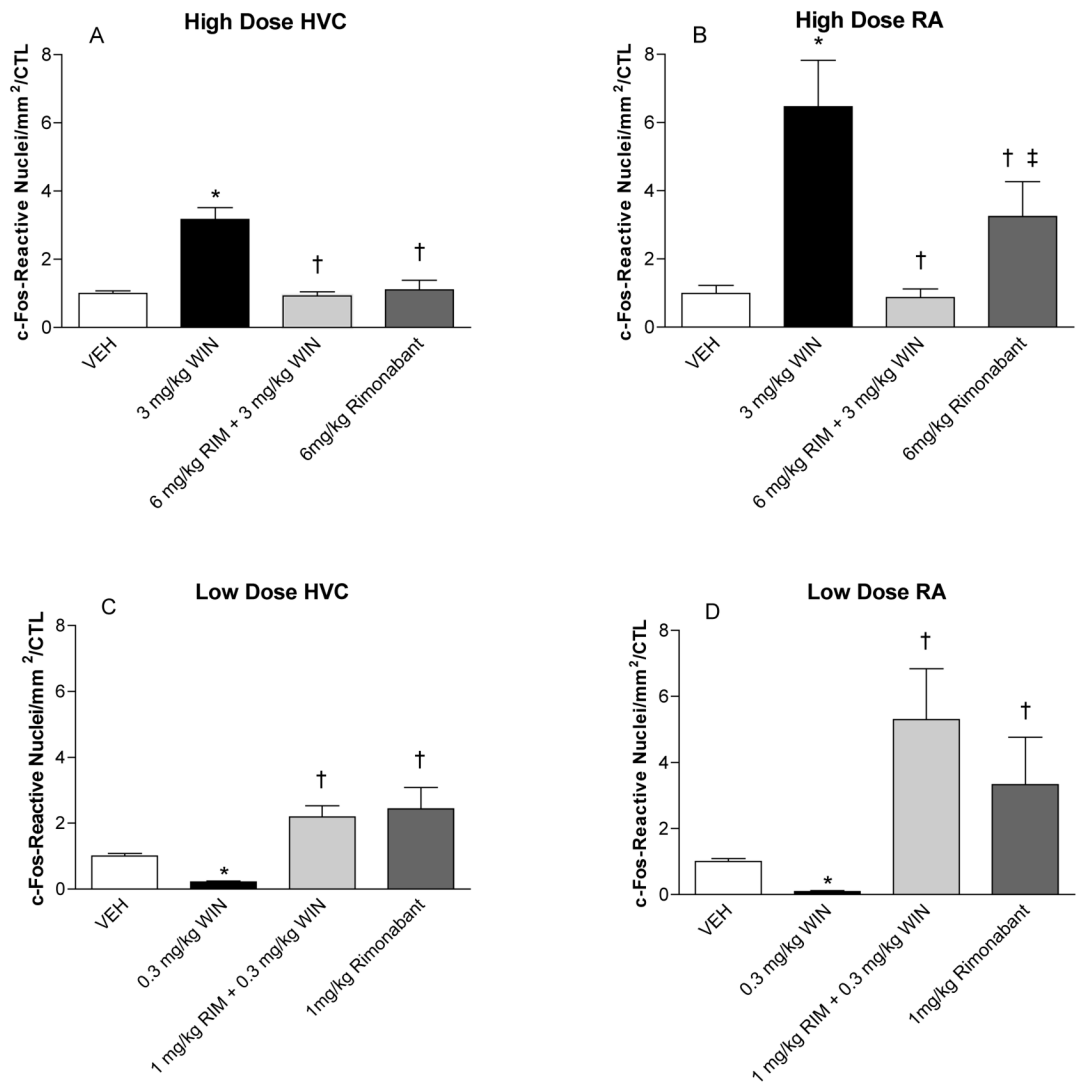 A
High Dose HVC
c-Fos-Reactive Nuclei/mm²/CTL
8
6
4
2
0
*
†
†
VEH
3 mg/kg WIN
6 mg/kg RIM + 3 mg/kg WIN
6mg/kg Rimonabant
B
High Dose RA
c-Fos-Reactive Nuclei/mm²/CTL
8
6
4
2
0
*
†
† ‡
VEH
3 mg/kg WIN
6 mg/kg RIM + 3 mg/kg WIN
6mg/kg Rimonabant
C
Low Dose HVC
c-Fos-Reactive Nuclei/mm²/CTL
8
6
4
2
0
*
†
†
VEH
0.3 mg/kg WIN
1 mg/kg RIM + 0.3 mg/kg WIN
1mg/kg Rimonabant
D
Low Dose RA
c-Fos-Reactive Nuclei/mm²/CTL
8
6
4
2
0
*
†
†
VEH
0.3 mg/kg WIN
1 mg/kg RIM + 0.3 mg/kg WIN
1mg/kg Rimonabant